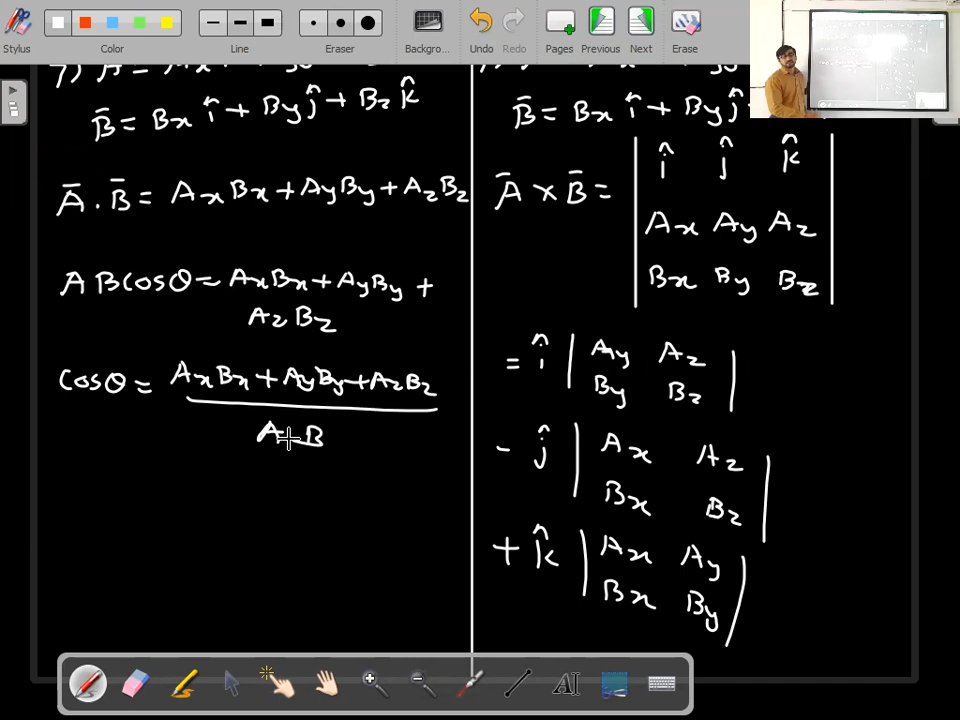 Stylus Color Line Eraser Backgro... Undo Redo Pages Previous Next Erase
B̄ = Bx î + By ĵ + Bz k̂
Ā . B̄ = AxBx + AyBy + AzBz
AB cosθ = AxBx + AyBy +
AzBz
cosθ = AxBx + AyBy + AzBz
A B
B̄ = Bx î + By ĵ
Ā × B̄ = | î ĵ k̂ |
| Ax Ay Az |
| Bx By Bz |
= î | Ay Az |
| By Bz |
- ĵ | Ax Az |
| Bx Bz |
+ k̂ | Ax Ay |
| Bx By |
AI